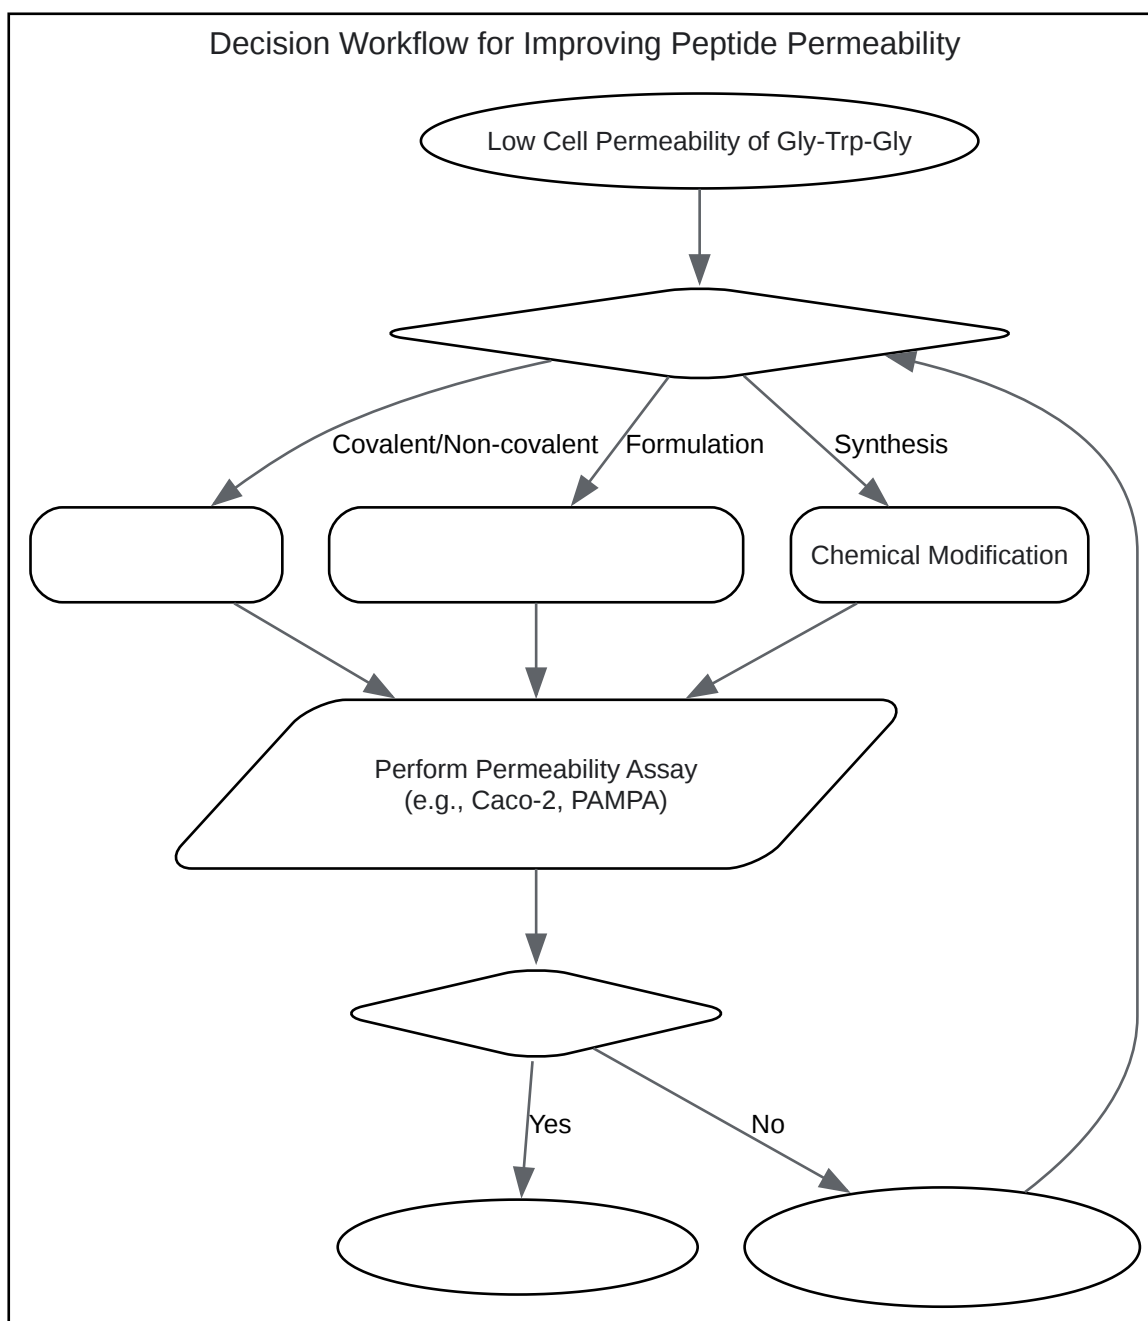 Decision Workflow for Improving Peptide Permeability
Low Cell Permeability of Gly-Trp-Gly
Covalent/Non-covalent
Formulation
Synthesis
Chemical Modification
Perform Permeability Assay
(e.g., Caco-2, PAMPA)
Yes
No